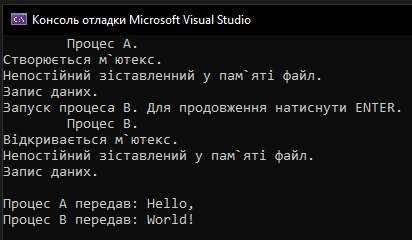 Консоль отладки Microsoft Visual Studio
Процес А.
Створюється м`ютекс.
Непостійний зіставленний у пам`яті файл.
Запис даних.
Запуск процеса В. Для продовження натиснути ENTER.
Процес В.
Відкривається м`ютекс.
Непостійний зіставлений у пам`яті файл.
Запис даних.
Процес А передав: Hello,
Процес В передав: World!